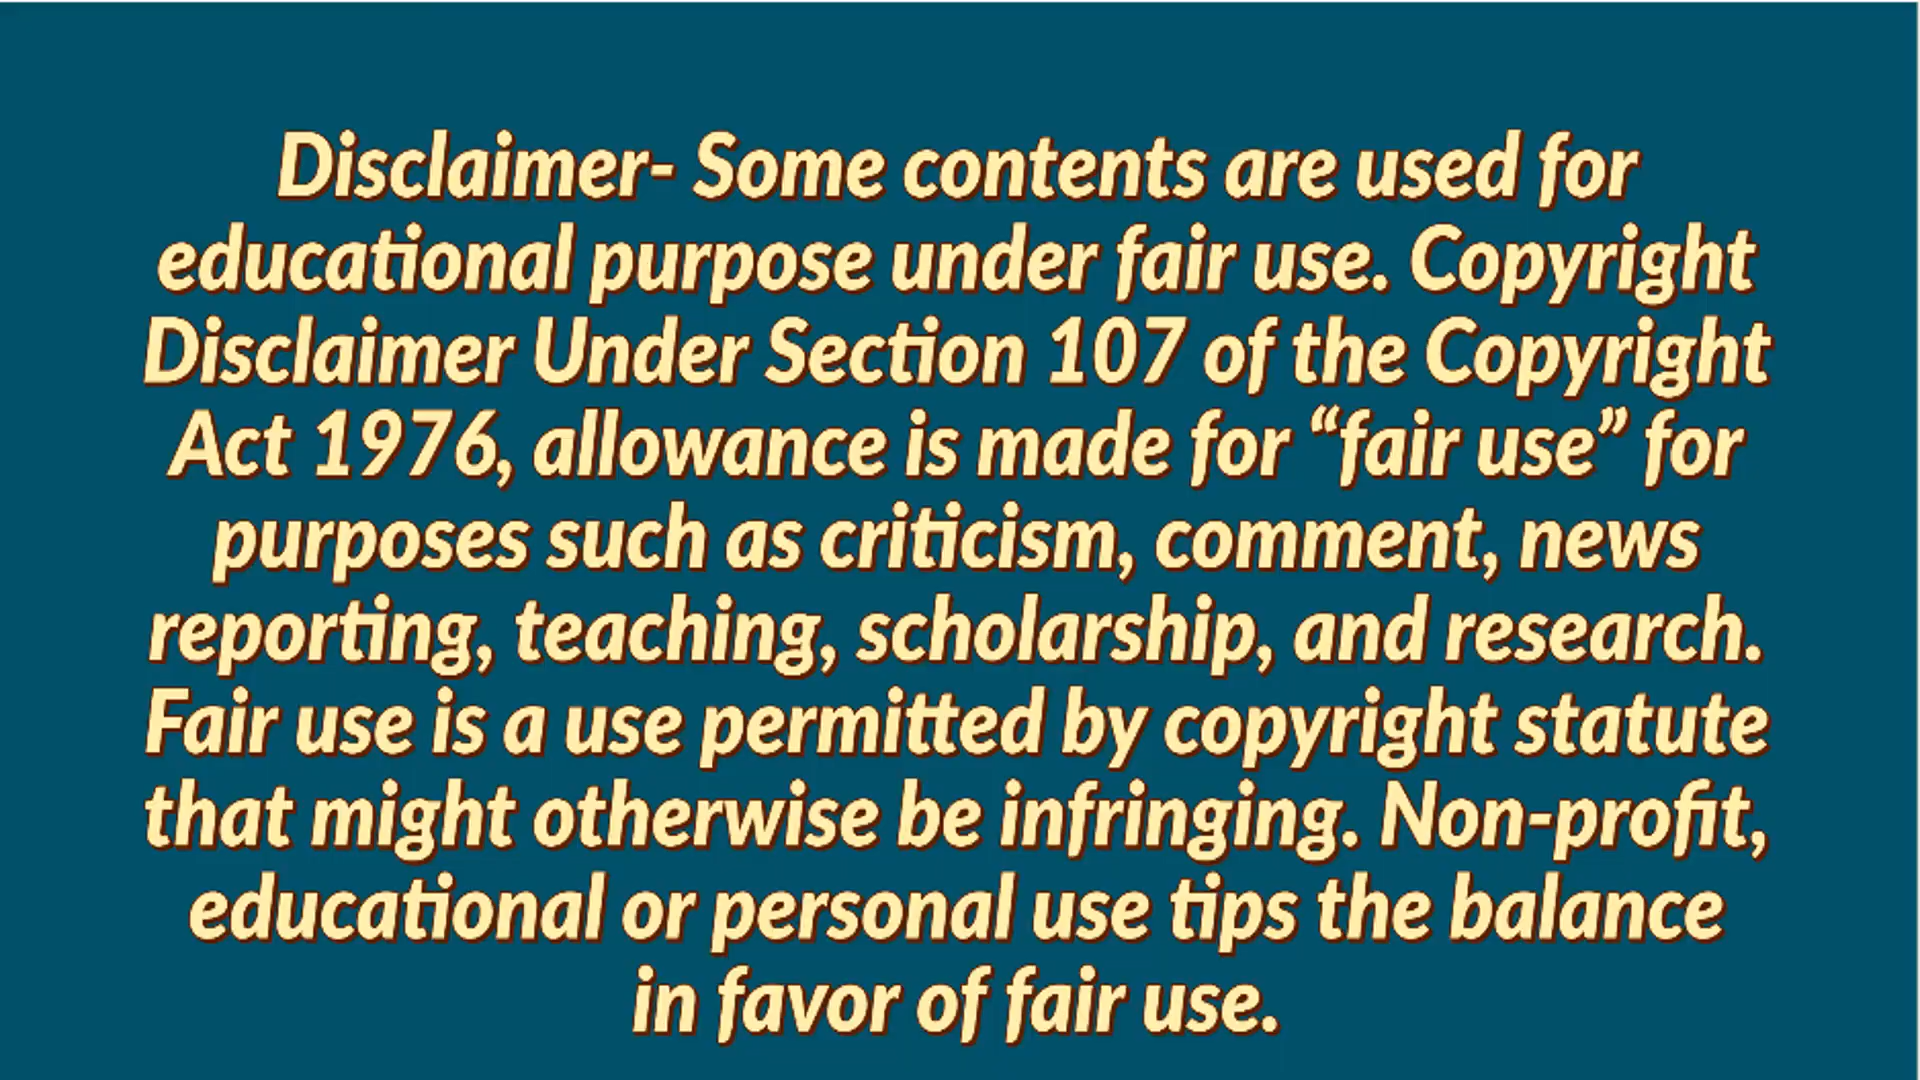 Disclaimer- Some contents are used for
educational purpose under fair use. Copyright
Disclaimer Under Section 107 of the Copyright
Act 1976, allowance is made for “fair use” for
purposes such as criticism, comment, news
reporting, teaching, scholarship, and research.
Fair use is a use permitted by copyright statute
that might otherwise be infringing. Non-profit,
educational or personal use tips the balance
in favor of fair use.